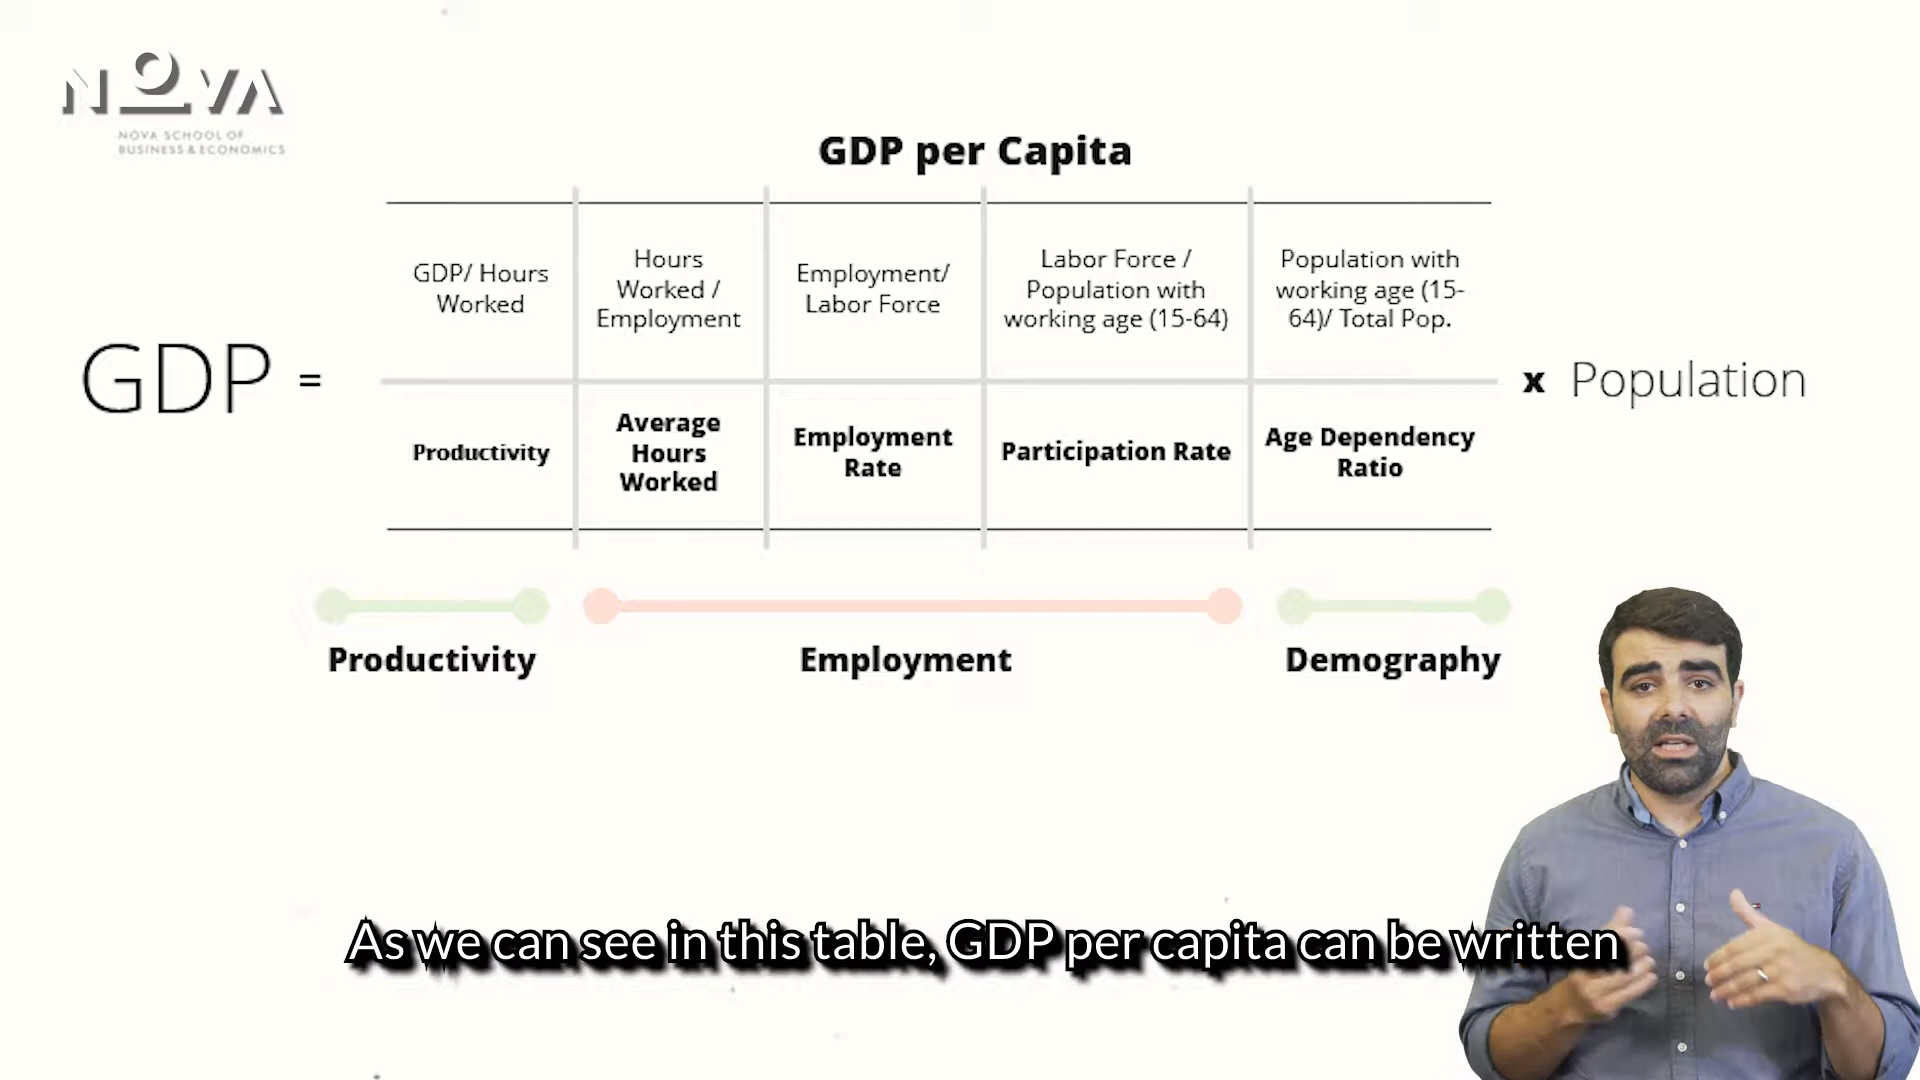 NOVA
NOVA SCHOOL OF
BUSINESS & ECONOMICS
GDP per Capita
GDP/ Hours
Worked
Hours
Worked /
Employment
Employment/
Labor Force
Labor Force /
Population with
working age (15-64)
Population with
working age (15-
64)/ Total Pop.
GDP =
x Population
Productivity
Average
Hours
Worked
Employment
Rate
Participation Rate
Age Dependency
Ratio
Productivity
Employment
Demography
As we can see in this table, GDP per capita can be written